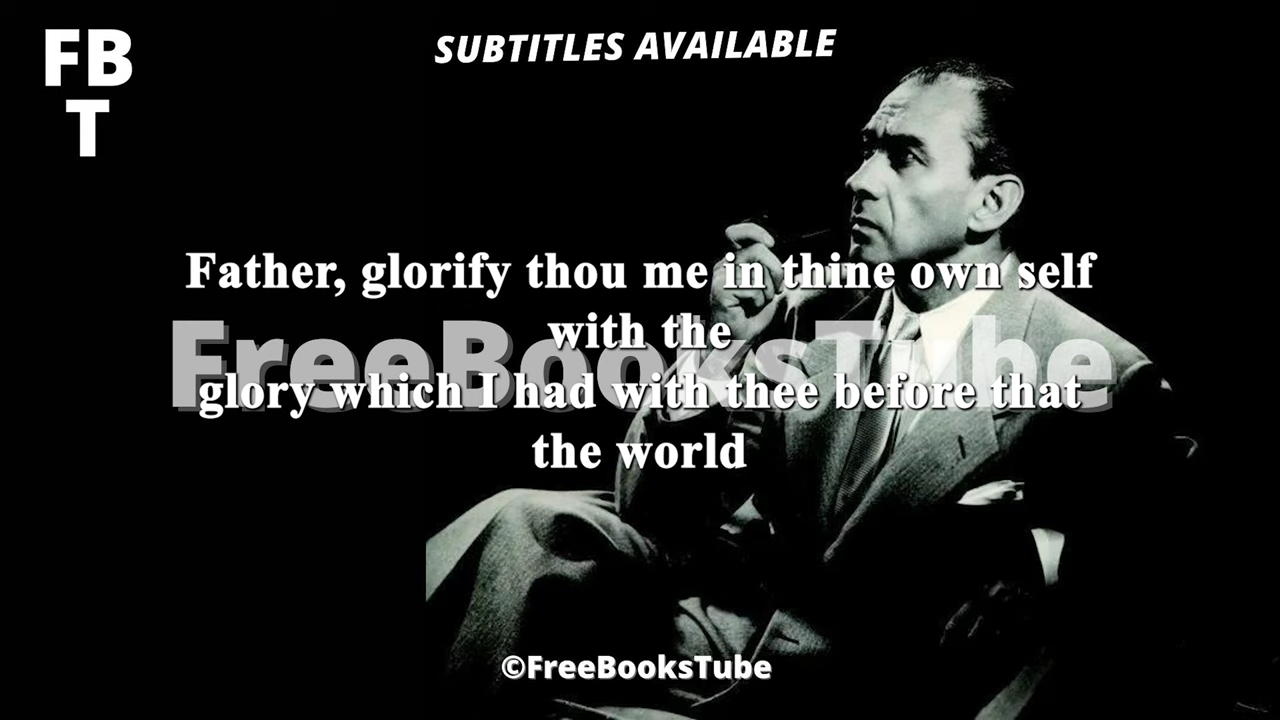 FB
T
SUBTITLES AVAILABLE
Father, glorify thou me in thine own self
with the
FreeBooksTube
glory which I had with thee before that
the world
©FreeBooksTube